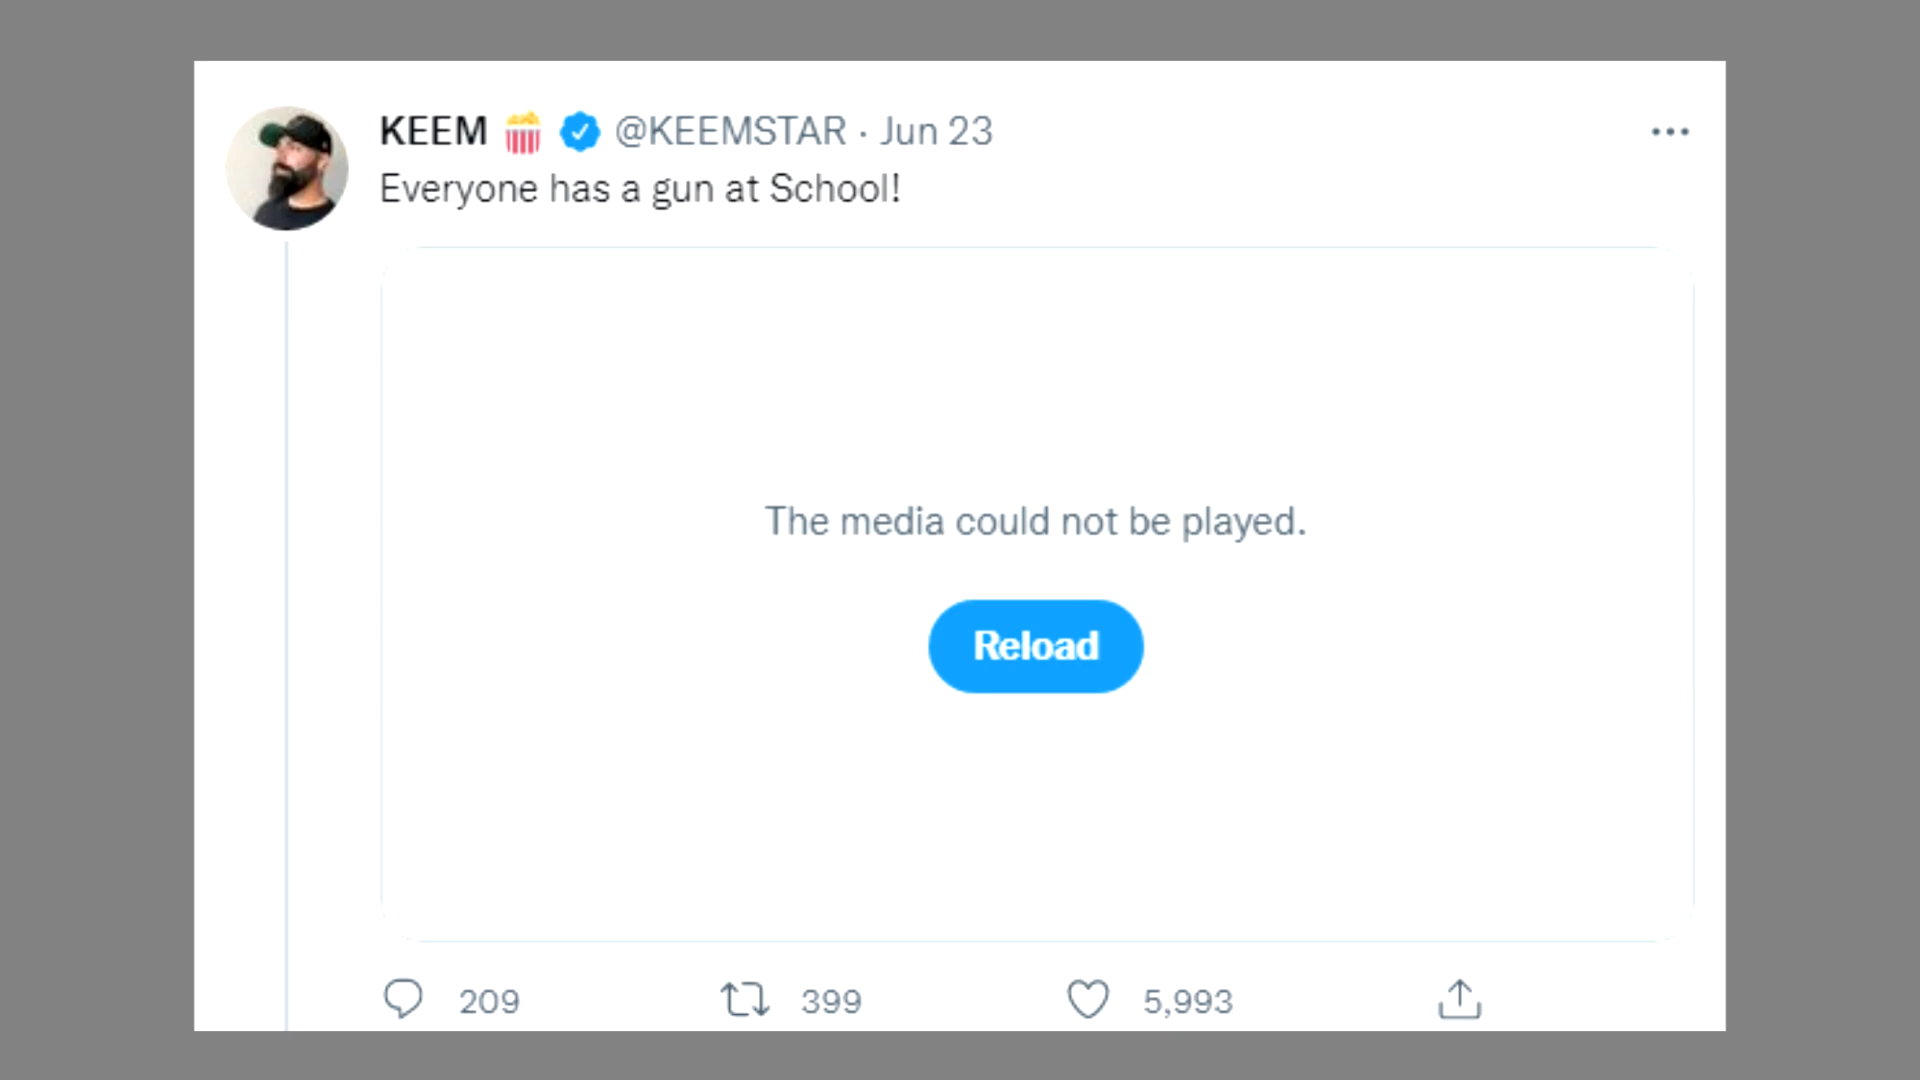 KEEM 🍿 @KEEMSTAR · Jun 23
Everyone has a gun at School!
The media could not be played.
Reload
209 399 5,993